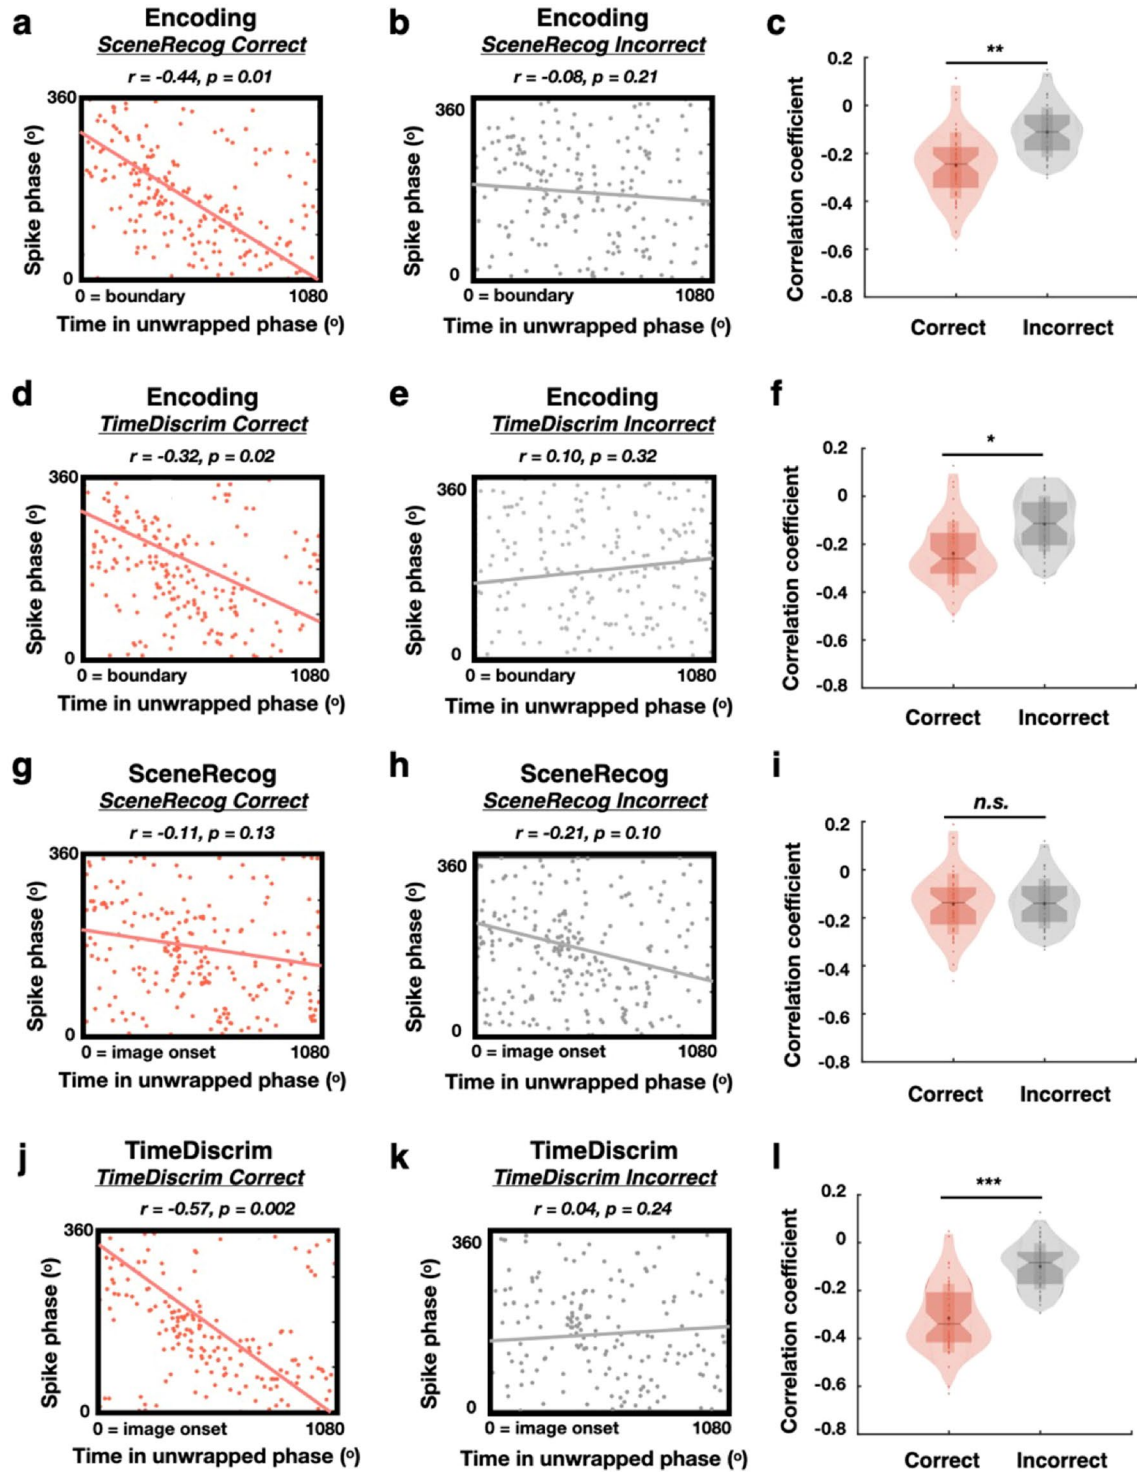 a
Encoding
SceneRecog Correct
r = -0.44, p = 0.01
360
Spike phase (º)
0
0 = boundary
1080
Time in unwrapped phase (º)
b
Encoding
SceneRecog Incorrect
r = -0.08, p = 0.21
360
Spike phase (º)
0
0 = boundary
1080
Time in unwrapped phase (º)
c
**
0.2
0
-0.2
-0.4
-0.6
-0.8
Correlation coefficient
Correct
Incorrect
d
Encoding
TimeDiscrim Correct
r = -0.32, p = 0.02
360
Spike phase (º)
0
0 = boundary
1080
Time in unwrapped phase (º)
e
Encoding
TimeDiscrim Incorrect
r = 0.10, p = 0.32
360
Spike phase (º)
0
0 = boundary
1080
Time in unwrapped phase (º)
f
*
0.2
0
-0.2
-0.4
-0.6
-0.8
Correlation coefficient
Correct
Incorrect
g
SceneRecog
SceneRecog Correct
r = -0.11, p = 0.13
360
Spike phase (º)
0
0 = image onset
1080
Time in unwrapped phase (º)
h
SceneRecog
SceneRecog Incorrect
r = -0.21, p = 0.10
360
Spike phase (º)
0
0 = image onset
1080
Time in unwrapped phase (º)
i
n.s.
0.2
0
-0.2
-0.4
-0.6
-0.8
Correlation coefficient
Correct
Incorrect
j
TimeDiscrim
TimeDiscrim Correct
r = -0.57, p = 0.002
360
Spike phase (º)
0
0 = image onset
1080
Time in unwrapped phase (º)
k
TimeDiscrim
TimeDiscrim Incorrect
r = 0.04, p = 0.24
360
Spike phase (º)
0
0 = image onset
1080
Time in unwrapped phase (º)
l
***
0.2
0
-0.2
-0.4
-0.6
-0.8
Correlation coefficient
Correct
Incorrect